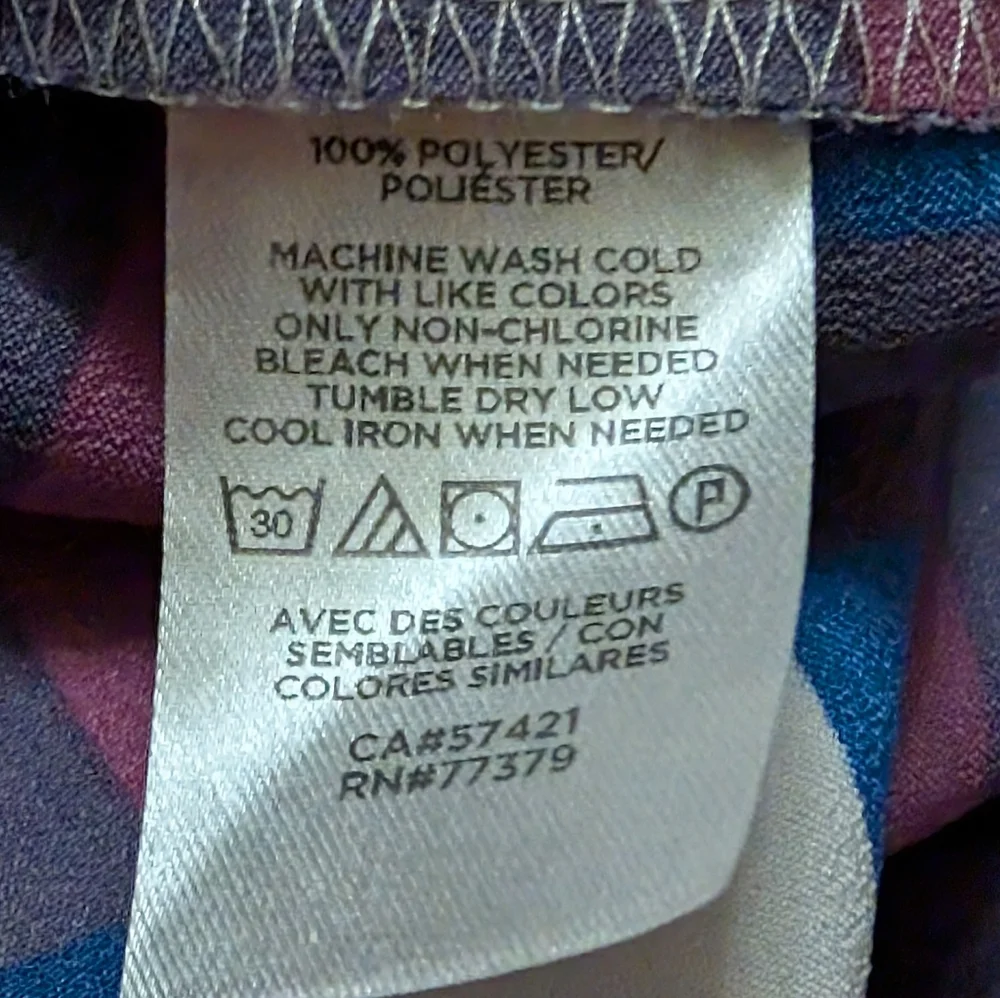 100% POLYESTER/
POLIÉSTER
MACHINE WASH COLD
WITH LIKE COLORS
ONLY NON-CHLORINE
BLEACH WHEN NEEDED
TUMBLE DRY LOW
COOL IRON WHEN NEEDED
30 P
AVEC DES COULEURS
SEMBLABLES / CON
COLORES SIMILARES
CA#57421
RN#77379